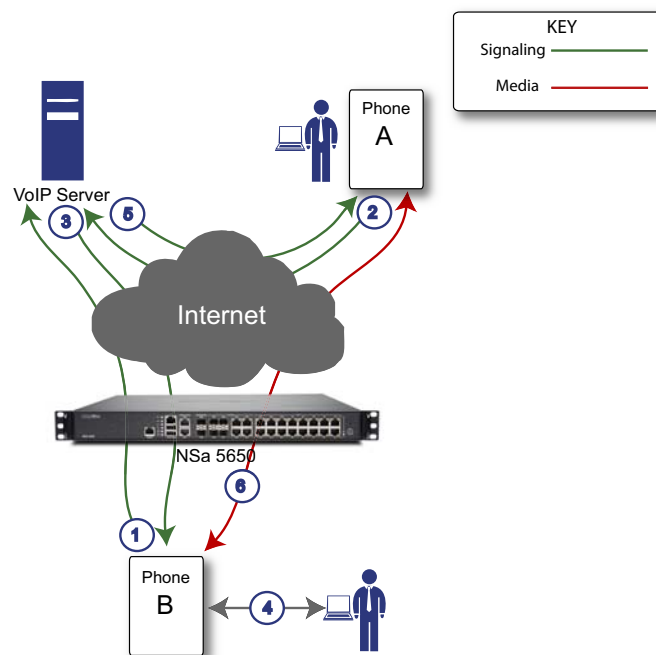 KEY
Signaling
Media
Phone
A
VoIP Server
3
5
2
Internet
NSa 5650
6
1
Phone
B
4